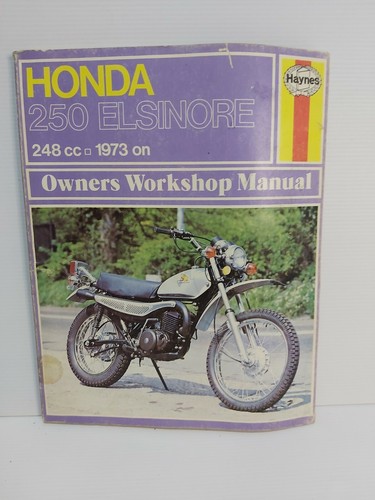 HONDA
250 ELSINORE
248 cc □ 1973 on
Haynes
Owners Workshop Manual